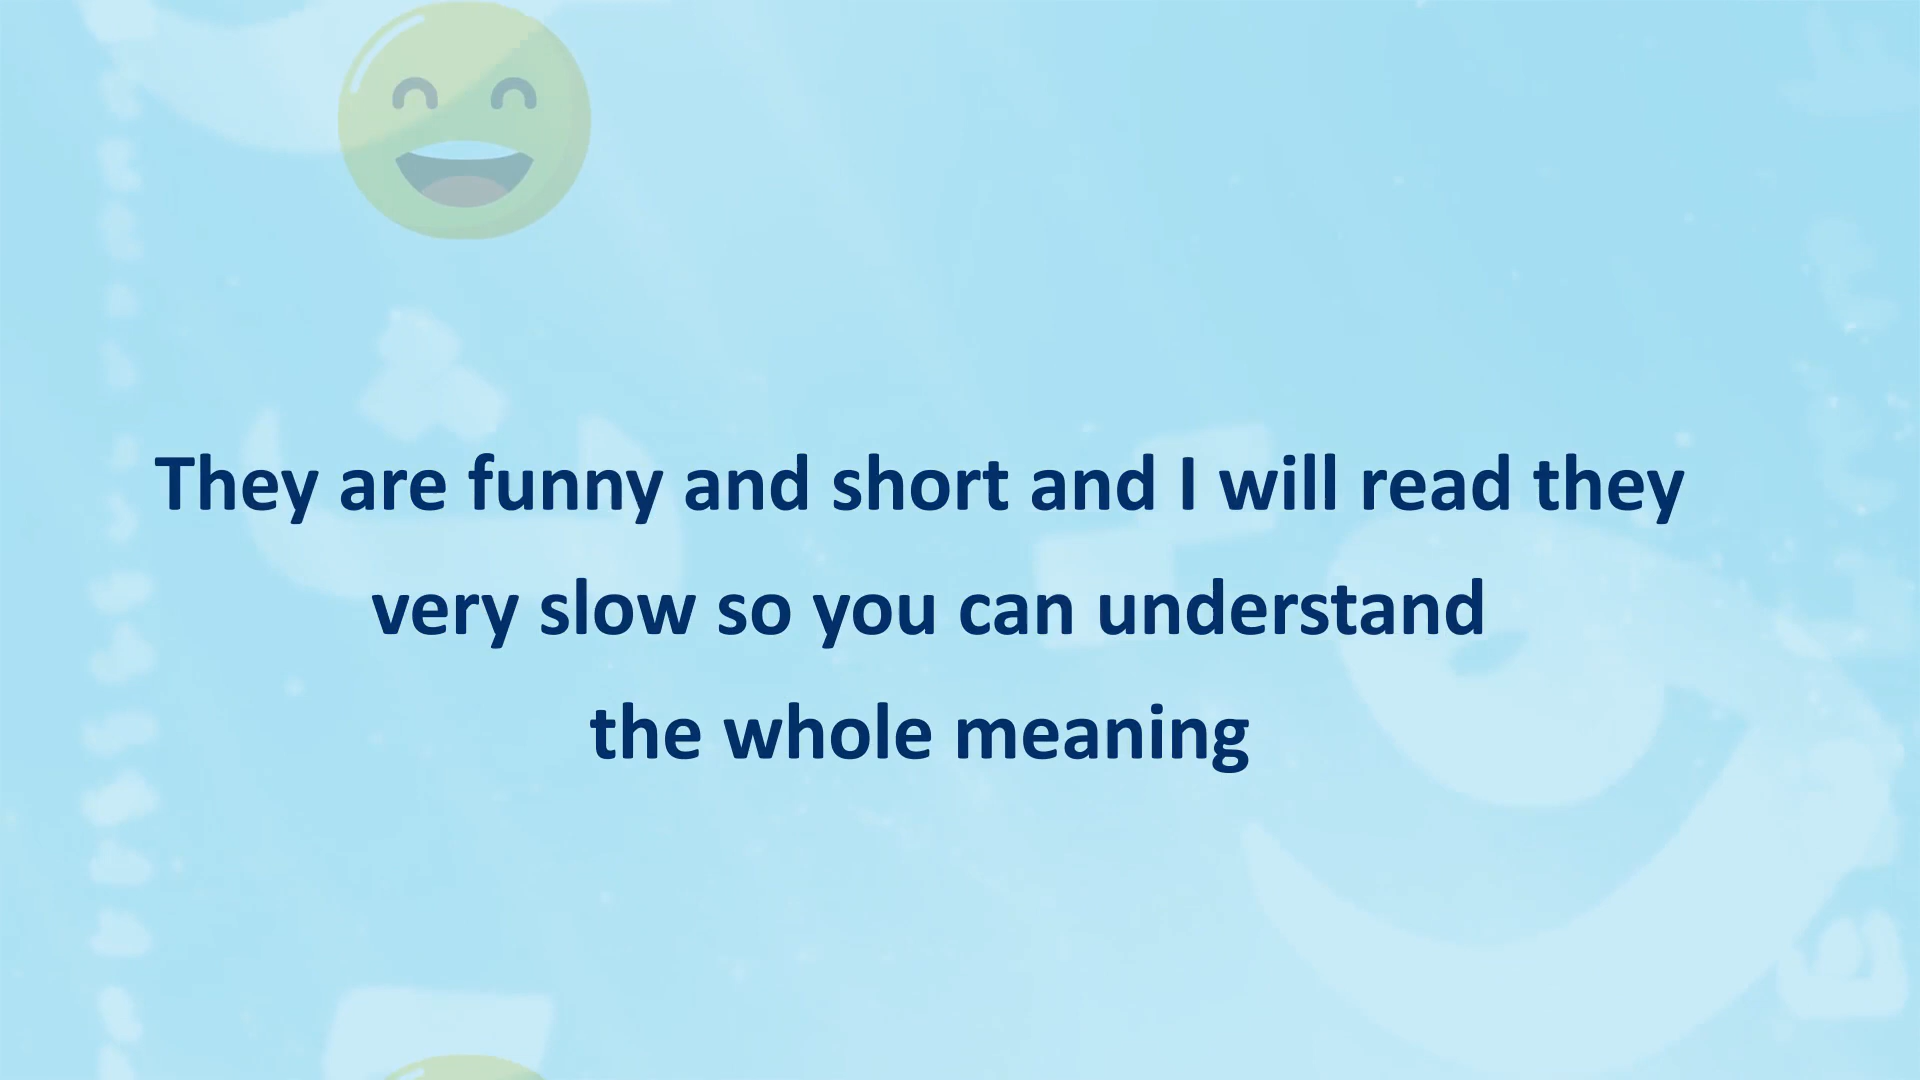 They are funny and short and I will read they
very slow so you can understand
the whole meaning